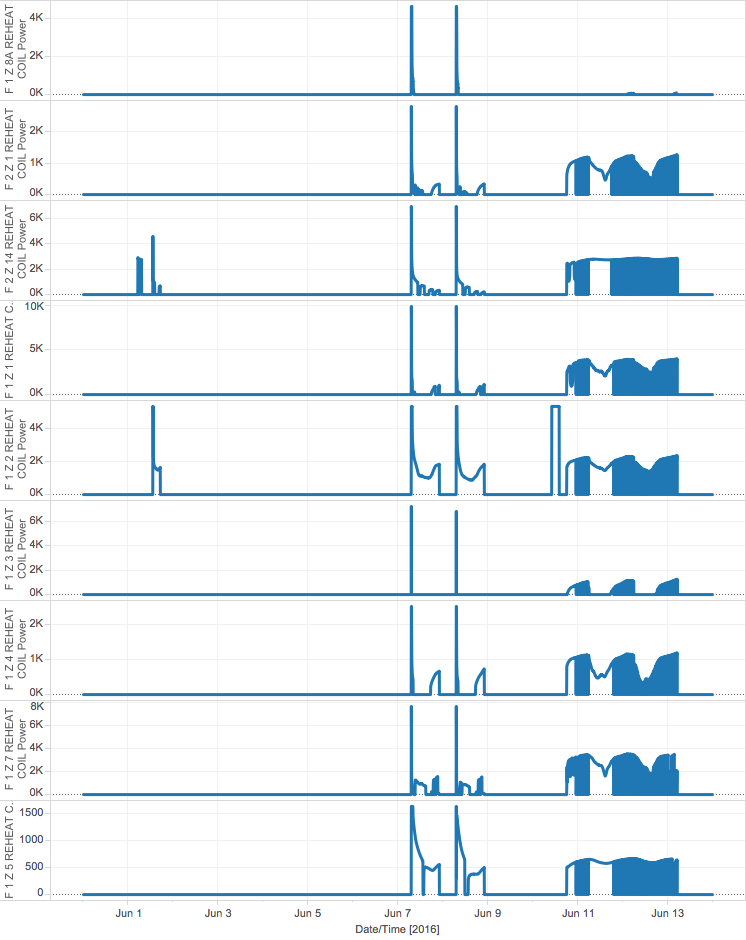 F 1 Z 8A REHEAT
COIL Power
4K
2K
0K
F 2 Z 1 REHEAT
COIL Power
2K
1K
0K
F 2 Z 14 REHEAT
COIL Power
6K
4K
2K
0K
F 1 Z 1 REHEAT C..
10K
5K
0K
F 1 Z 2 REHEAT
COIL Power
4K
2K
0K
F 1 Z 3 REHEAT
COIL Power
6K
4K
2K
0K
F 1 Z 4 REHEAT
COIL Power
2K
1K
0K
F 1 Z 7 REHEAT
COIL Power
8K
6K
4K
2K
0K
F 1 Z 5 REHEAT C..
1500
1000
500
0
Jun 1 Jun 3 Jun 5 Jun 7 Jun 9 Jun 11 Jun 13
Date/Time [2016]